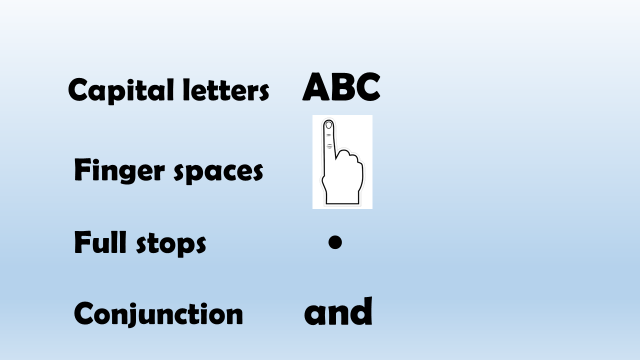 Capital letters ABC
Finger spaces
Full stops •
Conjunction and